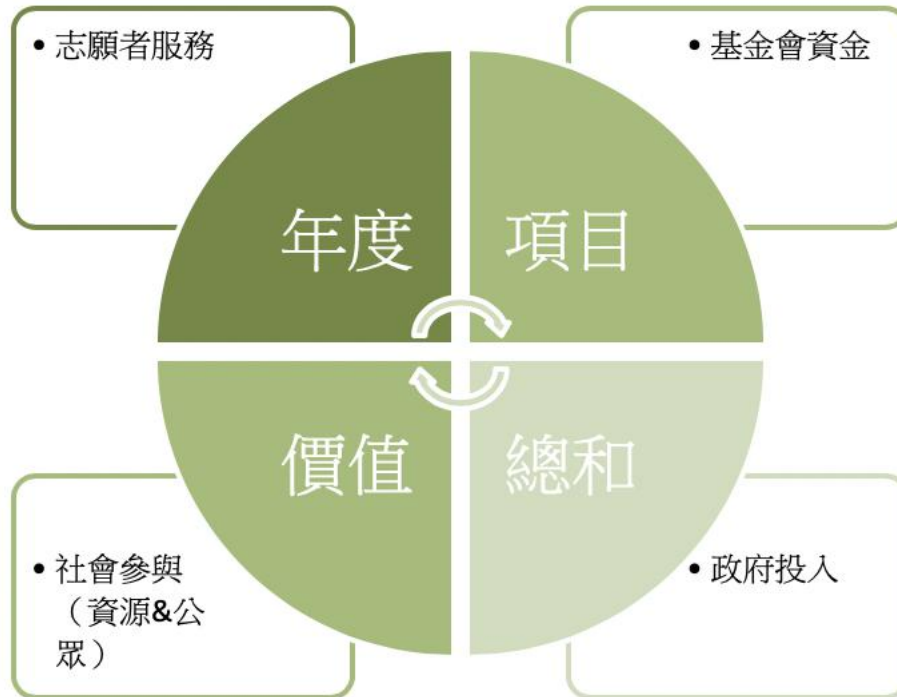 • 志願者服務
• 基金會資金
年度
項目
價值
總和
• 社會參與
（資源&公
眾）
• 政府投入